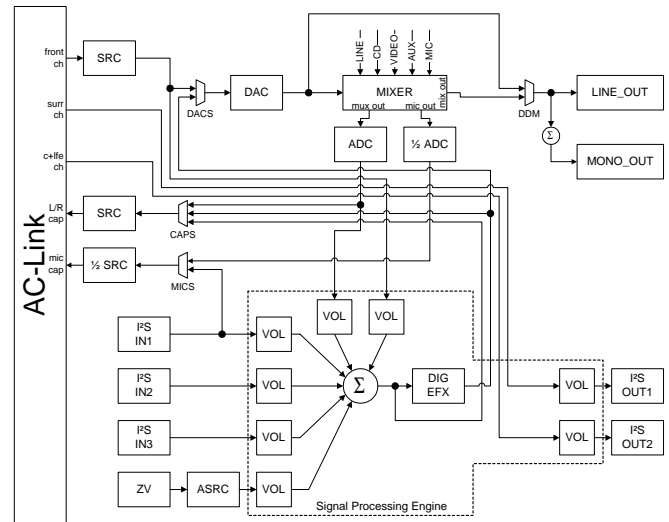 AC-Link
front
ch
surr
ch
c+lfe
ch
L/R
cap
mic
cap
SRC
DACS
DAC
LINE
CD
VIDEO
AUX
MIC
MIXER
mix out
mux out
mic out
DDM
LINE_OUT
Σ
MONO_OUT
ADC
½ ADC
SRC
CAPS
½ SRC
MICS
VOL
VOL
I²S
IN1
VOL
I²S
IN2
VOL
Σ
DIG
EFX
VOL
I²S
OUT1
I²S
IN3
VOL
VOL
I²S
OUT2
ZV
ASRC
VOL
Signal Processing Engine